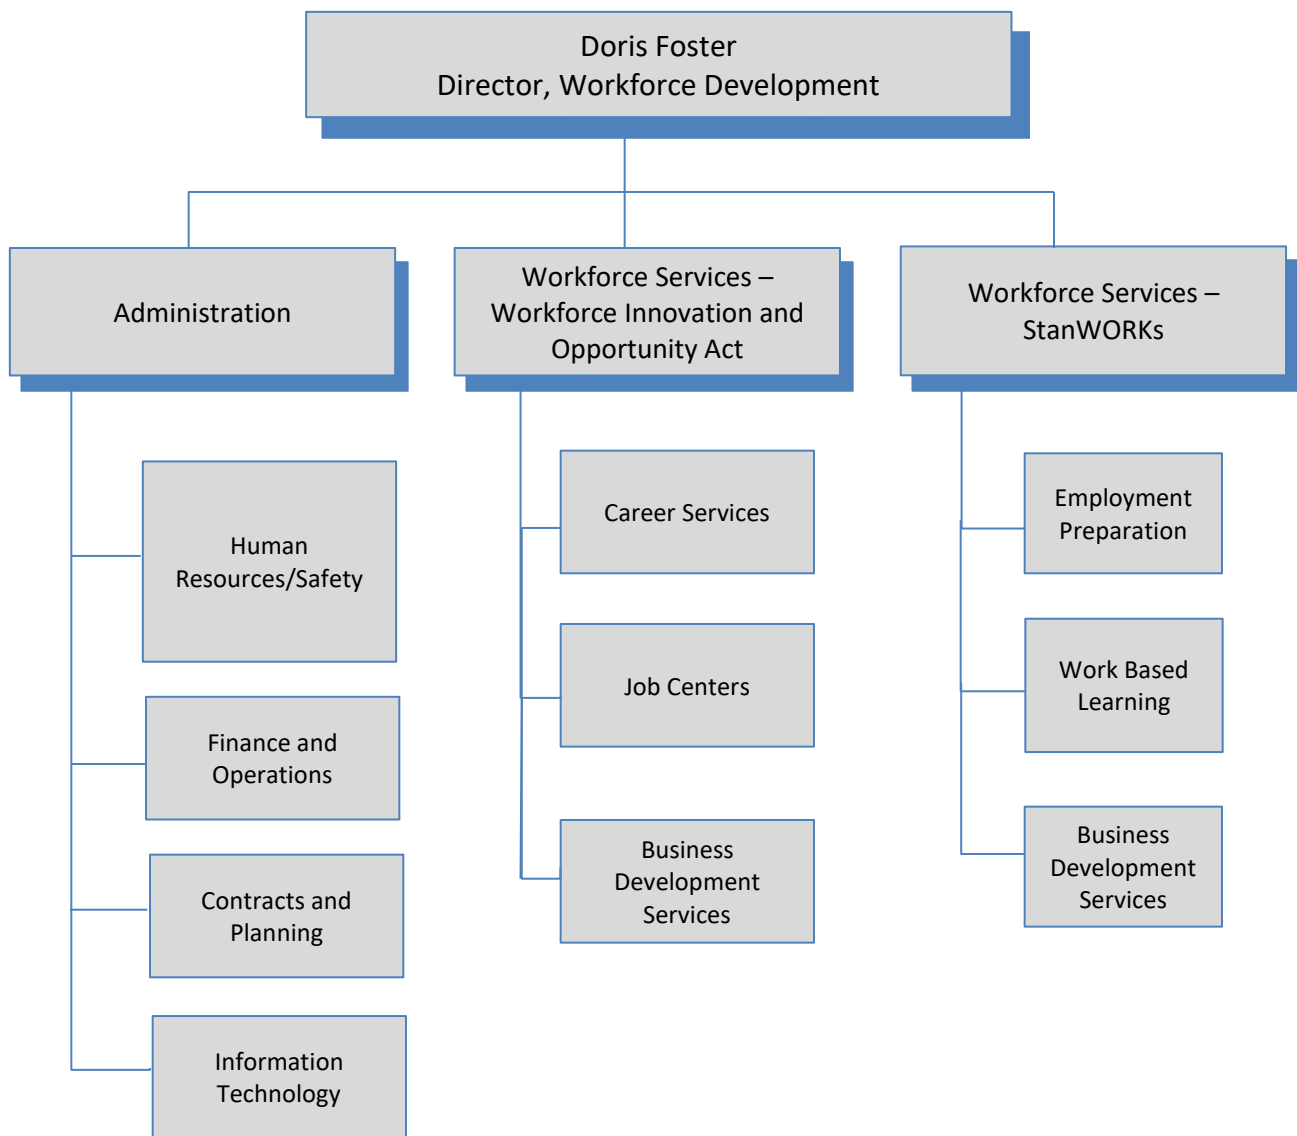 Doris Foster
Director, Workforce Development
Administration
Workforce Services –
Workforce Innovation and
Opportunity Act
Workforce Services –
StanWORKs
Human
Resources/Safety
Finance and
Operations
Contracts and
Planning
Information
Technology
Career Services
Job Centers
Business
Development
Services
Employment
Preparation
Work Based
Learning
Business
Development
Services